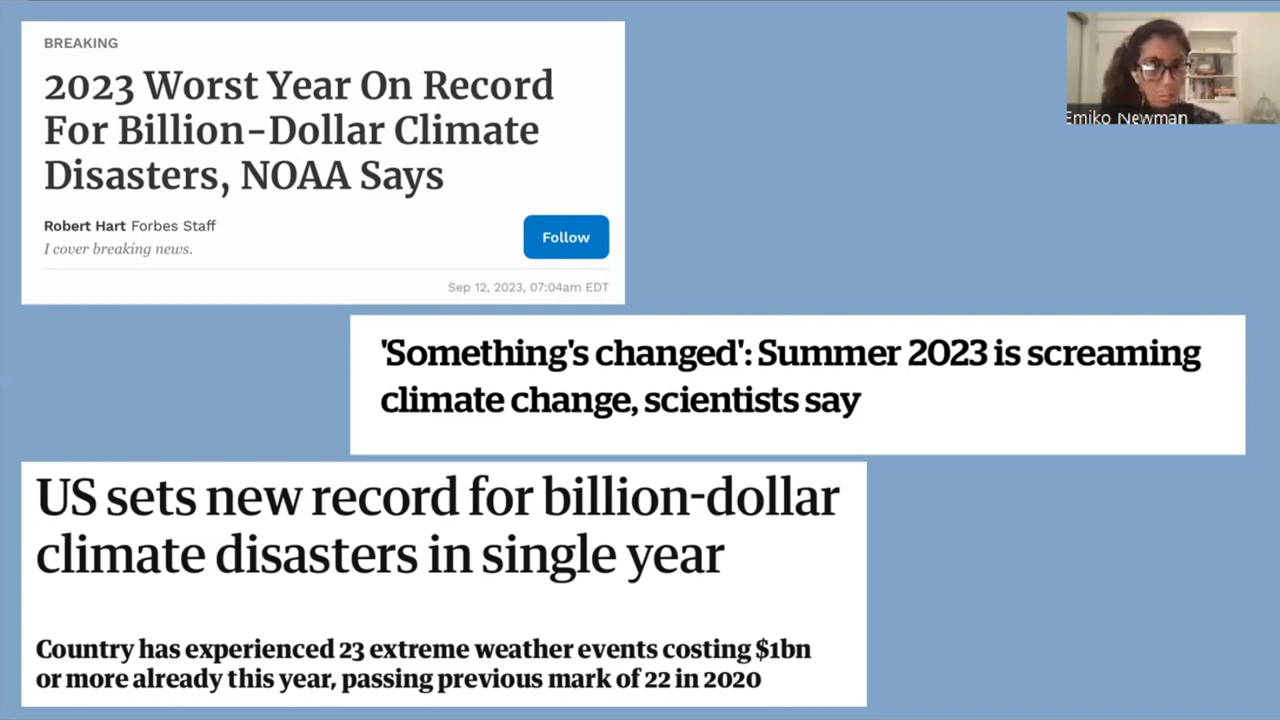 BREAKING
2023 Worst Year On Record
For Billion-Dollar Climate
Disasters, NOAA Says
Robert Hart Forbes Staff
I cover breaking news.
Follow
Sep 12, 2023, 07:04am EDT
Emiko Newman
'Something's changed': Summer 2023 is screaming
climate change, scientists say
US sets new record for billion-dollar
climate disasters in single year
Country has experienced 23 extreme weather events costing $1bn
or more already this year, passing previous mark of 22 in 2020